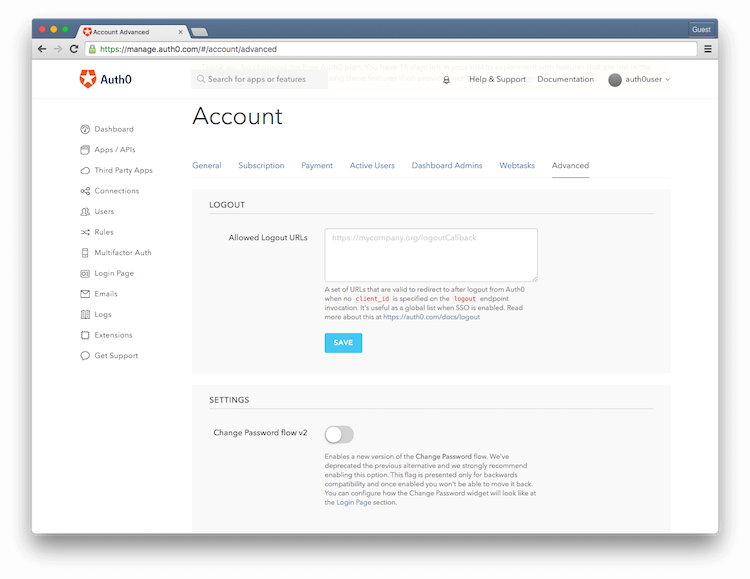 Account Advanced
Guest
https://manage.auth0.com/#/account/advanced
Auth0
Search for apps or features
Help & Support
Documentation
auth0user
Account
Dashboard
Apps / APIs
Third Party Apps
Connections
Users
Rules
Multifactor Auth
Login Page
Emails
Logs
Extensions
Get Support
General
Subscription
Payment
Active Users
Dashboard Admins
Webtasks
Advanced
LOGOUT
Allowed Logout URLs
https://mycompany.org/logoutCallback
A set of URLs that are valid to redirect to after logout from Auth0
when no client_id is specified on the logout endpoint
invocation. It's useful as a global list when SSO is enabled. Read
more about this at https://auth0.com/docs/logout
SAVE
SETTINGS
Change Password flow v2
Enables a new version of the Change Password flow. We've
deprecated the previous alternative and we strongly recommend
enabling this option. This flag is presented only for backwards
compatibility and once enabled you won't be able to move it back.
You can configure how the Change Password widget will look like at
the Login Page section.